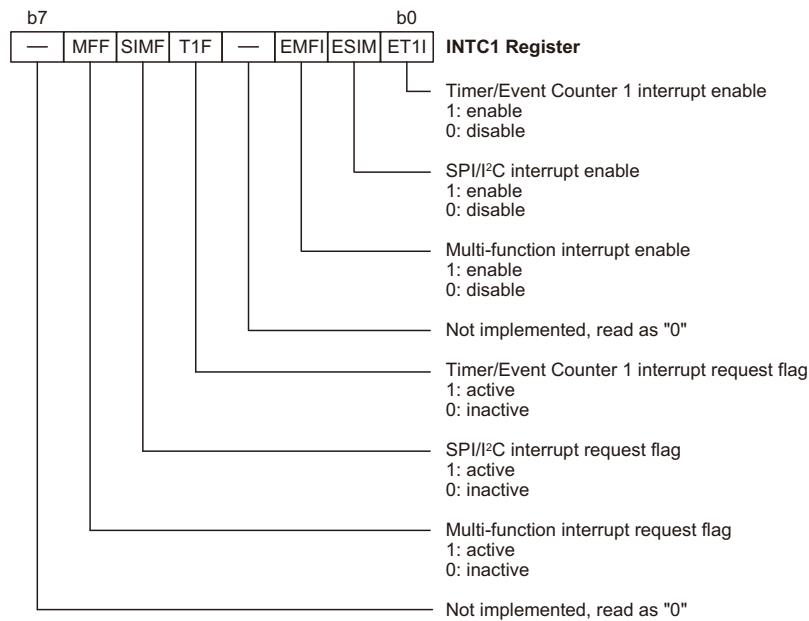 b7 b0
— MFF SIMF T1F — EMFI ESIM ET1I INTC1 Register
Timer/Event Counter 1 interrupt enable
1: enable
0: disable
SPI/I²C interrupt enable
1: enable
0: disable
Multi-function interrupt enable
1: enable
0: disable
Not implemented, read as "0"
Timer/Event Counter 1 interrupt request flag
1: active
0: inactive
SPI/I²C interrupt request flag
1: active
0: inactive
Multi-function interrupt request flag
1: active
0: inactive
Not implemented, read as "0"